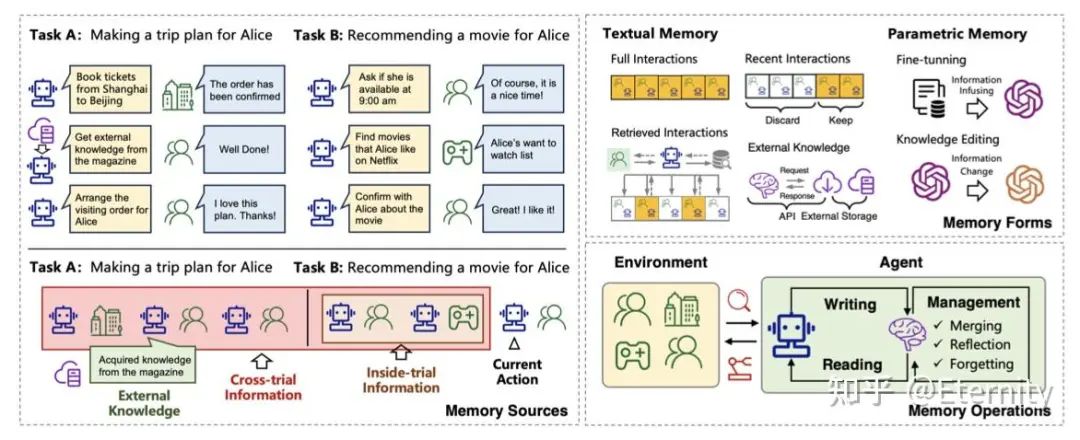 Task A: Making a trip plan for Alice
Task B: Recommending a movie for Alice
Book tickets
from Shanghai
to Beijing
The order has
been confirmed
Ask if she is
available at
9:00 am
Of course, it is
a nice time!
Get external
knowledge from
the magazine
Well Done!
Find movies
that Alice like
on Netflix
Alice's want to
watch list
Arrange the
visiting order for
Alice
I love this
plan. Thanks!
Confirm with
Alice about the
movie
Great! I like it!
Task A: Making a trip plan for Alice
Task B: Recommending a movie for Alice
Acquired knowledge
from the magazine
External
Knowledge
Cross-trial
Information
Inside-trial
Information
Current
Action
Memory Sources
Textual Memory
Parametric Memory
Full Interactions
Recent Interactions
Discard
Keep
Retrieved Interactions
External Knowledge
Request
Response
API
External Storage
Fine-tunning
Information
Infusing
Knowledge Editing
Information
Change
Memory Forms
Environment
Agent
Writing
Reading
Management
✓ Merging
✓ Reflection
✓ Forgetting
Memory Operations
知乎 @Eternity